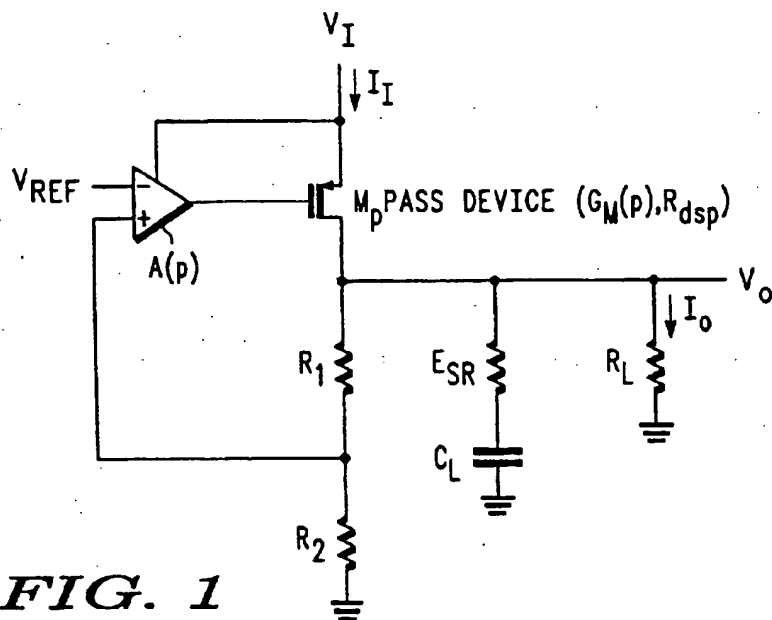 V_I
I_I
V_REF
−
+
A(p)
M_p PASS DEVICE (G_M(p), R_dsp)
V_o
I_o
R_1
E_SR
R_L
C_L
R_2
FIG. 1